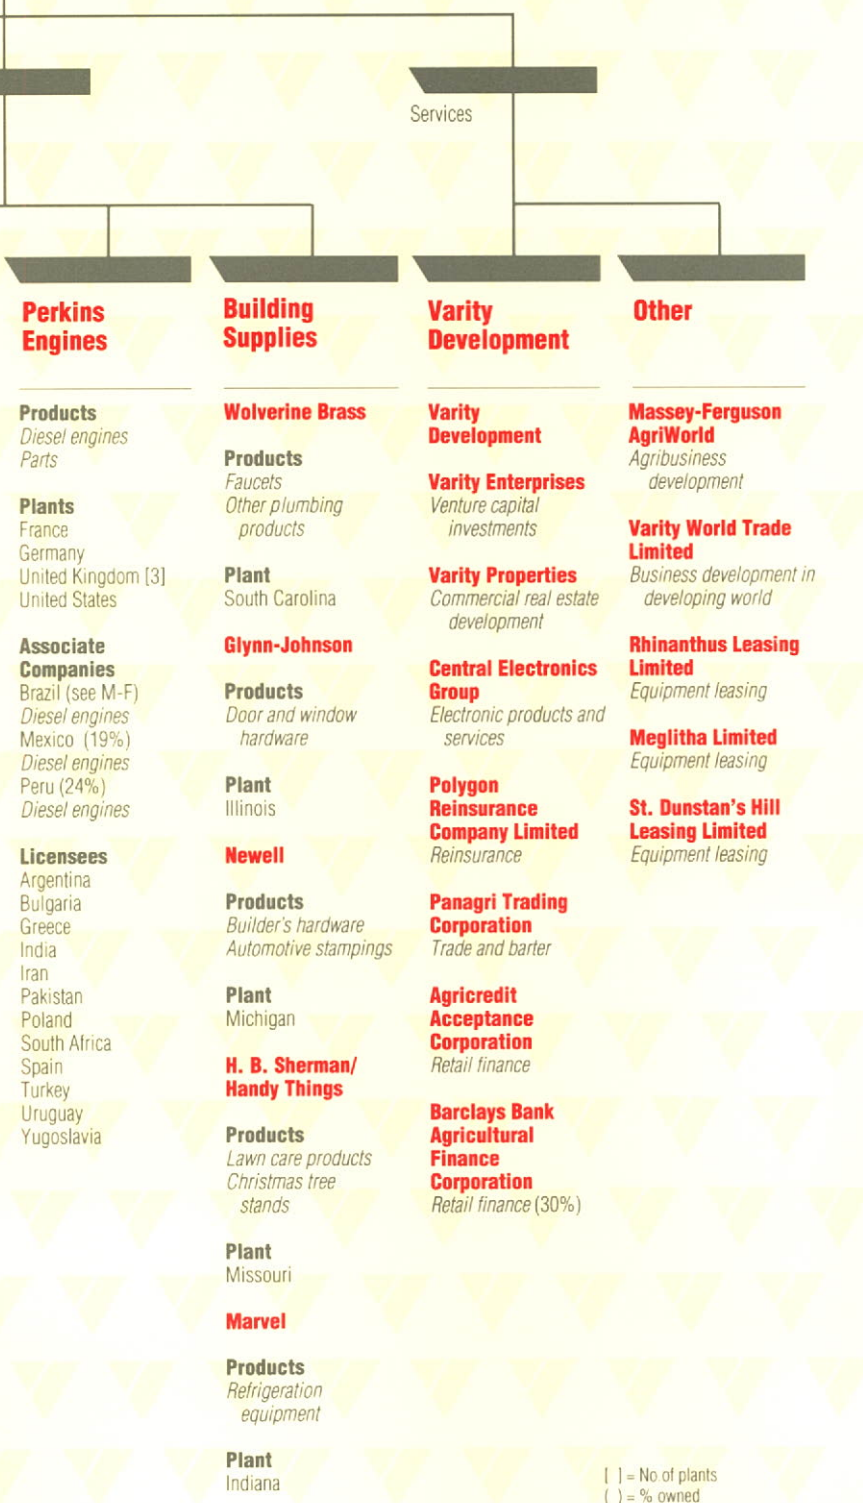 Services
Perkins
Engines
Products
Diesel engines
Parts
Plants
France
Germany
United Kingdom [3]
United States
Associate
Companies
Brazil (see M-F)
Diesel engines
Mexico (19%)
Diesel engines
Peru (24%)
Diesel engines
Licensees
Argentina
Bulgaria
Greece
India
Iran
Pakistan
Poland
South Africa
Spain
Turkey
Uruguay
Yugoslavia
Building
Supplies
Wolverine Brass
Products
Faucets
Other plumbing
products
Plant
South Carolina
Glynn-Johnson
Products
Door and window
hardware
Plant
Illinois
Newell
Products
Builder's hardware
Automotive stampings
Plant
Michigan
H. B. Sherman/
Handy Things
Products
Lawn care products
Christmas tree
stands
Plant
Missouri
Marvel
Products
Refrigeration
equipment
Plant
Indiana
Varity
Development
Varity
Development
Varity Enterprises
Venture capital
investments
Varity Properties
Commercial real estate
development
Central Electronics
Group
Electronic products and
services
Polygon
Reinsurance
Company Limited
Reinsurance
Panagri Trading
Corporation
Trade and barter
Agricredit
Acceptance
Corporation
Retail finance
Barclays Bank
Agricultural
Finance
Corporation
Retail finance (30%)
Other
Massey-Ferguson
AgriWorld
Agribusiness
development
Varity World Trade
Limited
Business development in
developing world
Rhinanthus Leasing
Limited
Equipment leasing
Meglitha Limited
Equipment leasing
St. Dunstan's Hill
Leasing Limited
Equipment leasing
[ ] = No. of plants
( ) = % owned